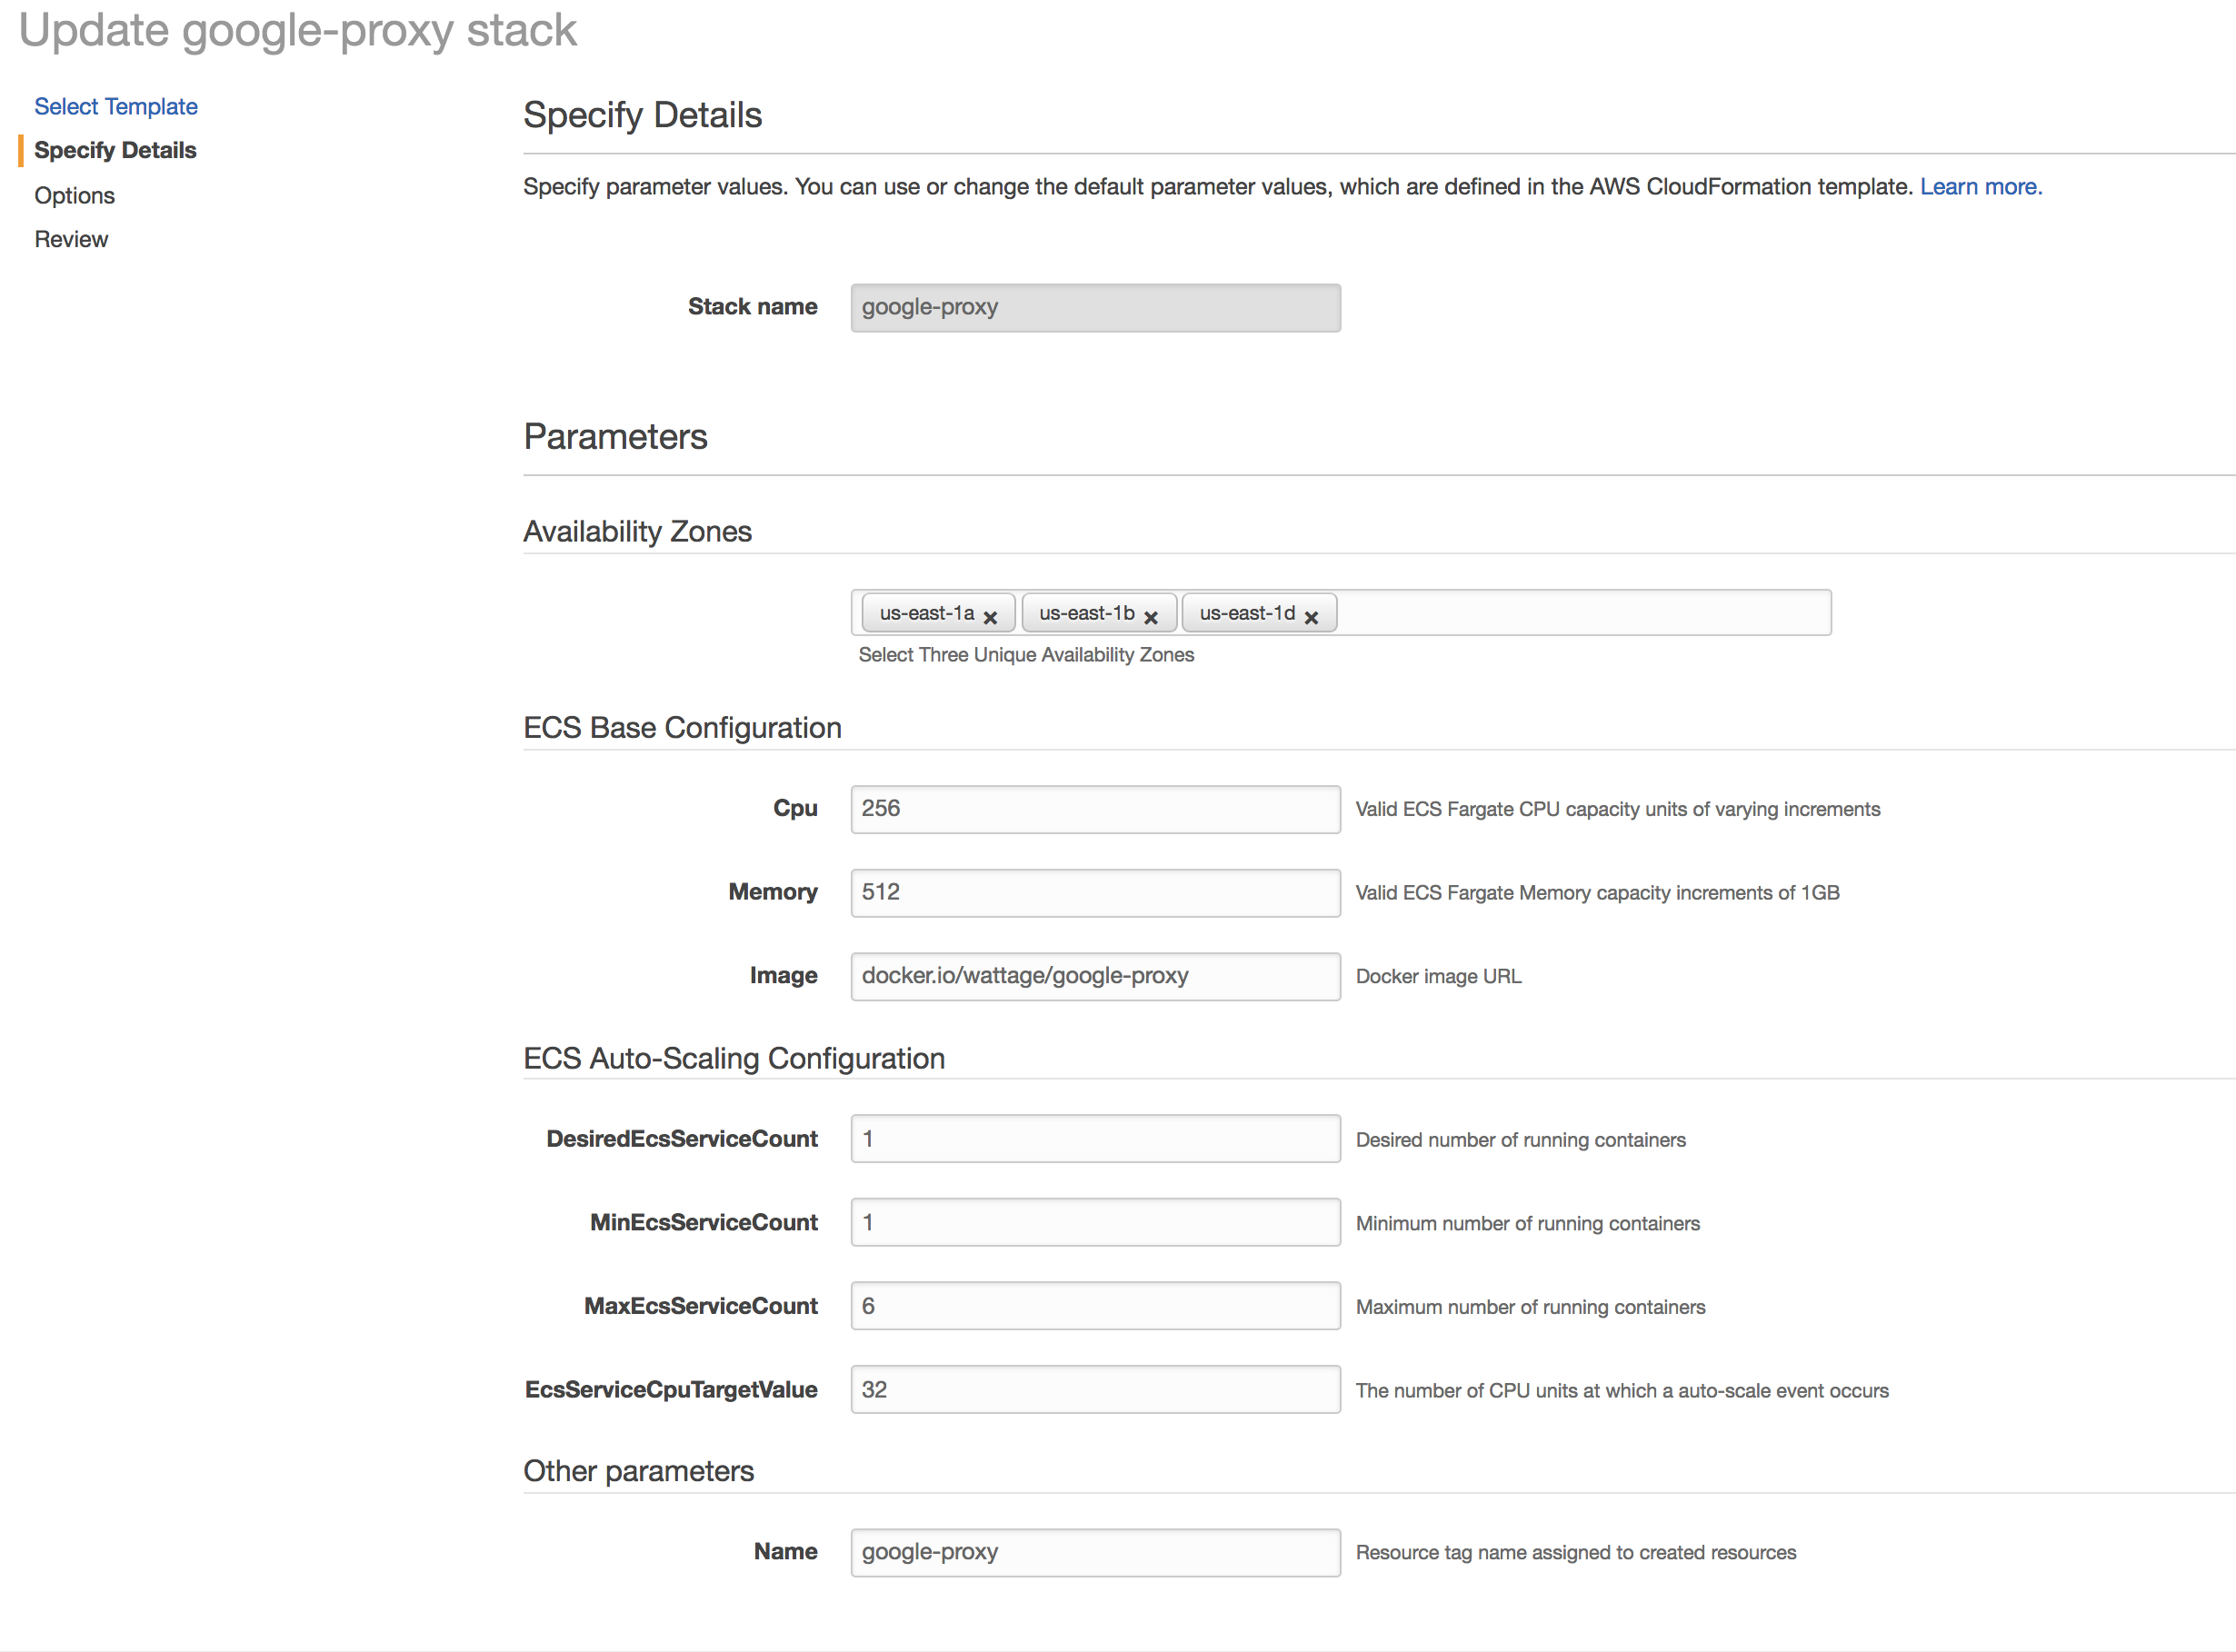 Update google-proxy stack
Select Template
Specify Details
Options
Review
Specify Details
Specify parameter values. You can use or change the default parameter values, which are defined in the AWS CloudFormation template. Learn more.
Stack name google-proxy
Parameters
Availability Zones
us-east-1a us-east-1b us-east-1d
Select Three Unique Availability Zones
ECS Base Configuration
Cpu 256 Valid ECS Fargate CPU capacity units of varying increments
Memory 512 Valid ECS Fargate Memory capacity increments of 1GB
Image docker.io/wattage/google-proxy Docker image URL
ECS Auto-Scaling Configuration
DesiredEcsServiceCount 1 Desired number of running containers
MinEcsServiceCount 1 Minimum number of running containers
MaxEcsServiceCount 6 Maximum number of running containers
EcsServiceCpuTargetValue 32 The number of CPU units at which a auto-scale event occurs
Other parameters
Name google-proxy Resource tag name assigned to created resources